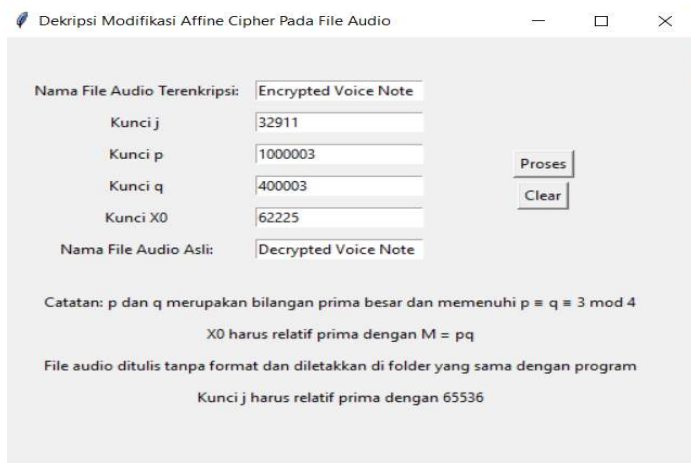 Dekripsi Modifikasi Affine Cipher Pada File Audio
Nama File Audio Terenkripsi: Encrypted Voice Note
Kunci j 32911
Kunci p 1000003
Proses
Kunci q 400003
Clear
Kunci X0 62225
Nama File Audio Asli: Decrypted Voice Note
Catatan: p dan q merupakan bilangan prima besar dan memenuhi p ≡ q ≡ 3 mod 4
X0 harus relatif prima dengan M = pq
File audio ditulis tanpa format dan diletakkan di folder yang sama dengan program
Kunci j harus relatif prima dengan 65536